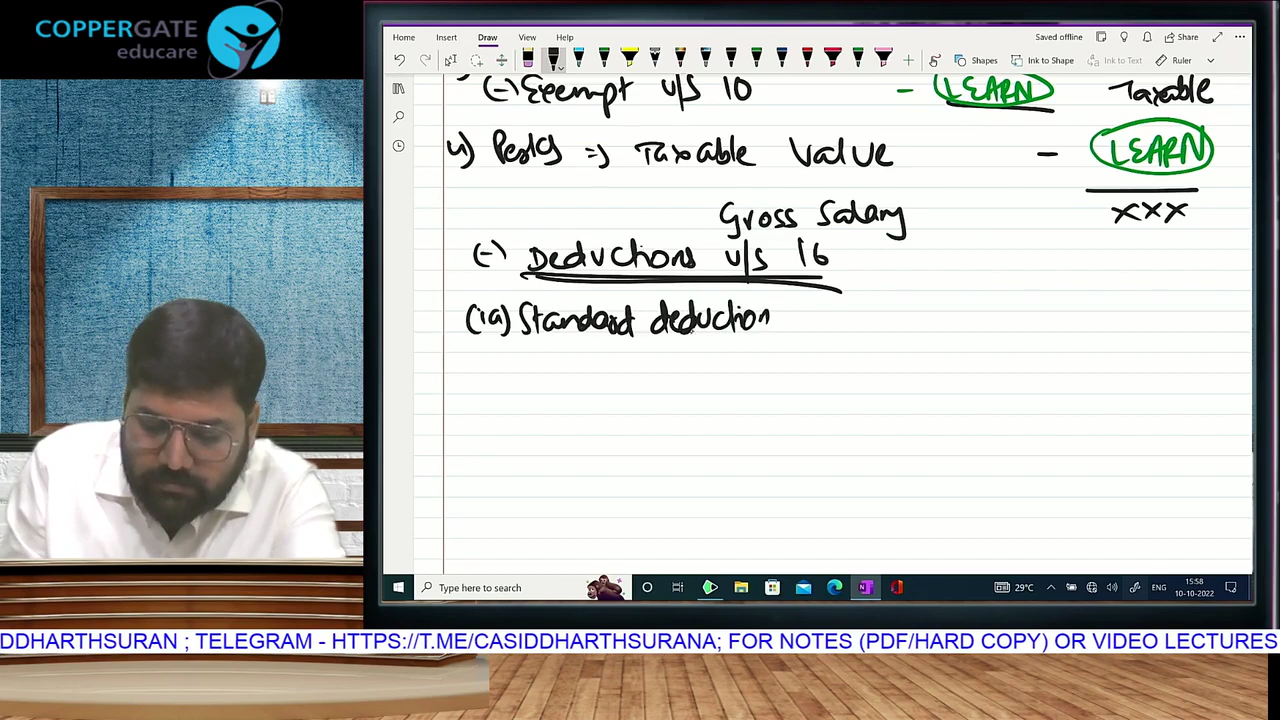 COPPERGATE
educare
Home Insert Draw View Help
Saved offline
Share
Shapes
Ink to Shape
Ink to Text
Ruler
(-) Exempt u/s 10 - LEARN Taxable
4) Perks => Taxable Value - LEARN
Gross Salary xxx
(-) Deductions u/s 16
(ia) Standard deduction
Type here to search
29°C
ENG
15:58
10-10-2022
DDHARTHSURAN ; TELEGRAM - HTTPS://T.ME/CASIDDHARTHSURANA; FOR NOTES (PDF/HARD COPY) OR VIDEO LECTURES